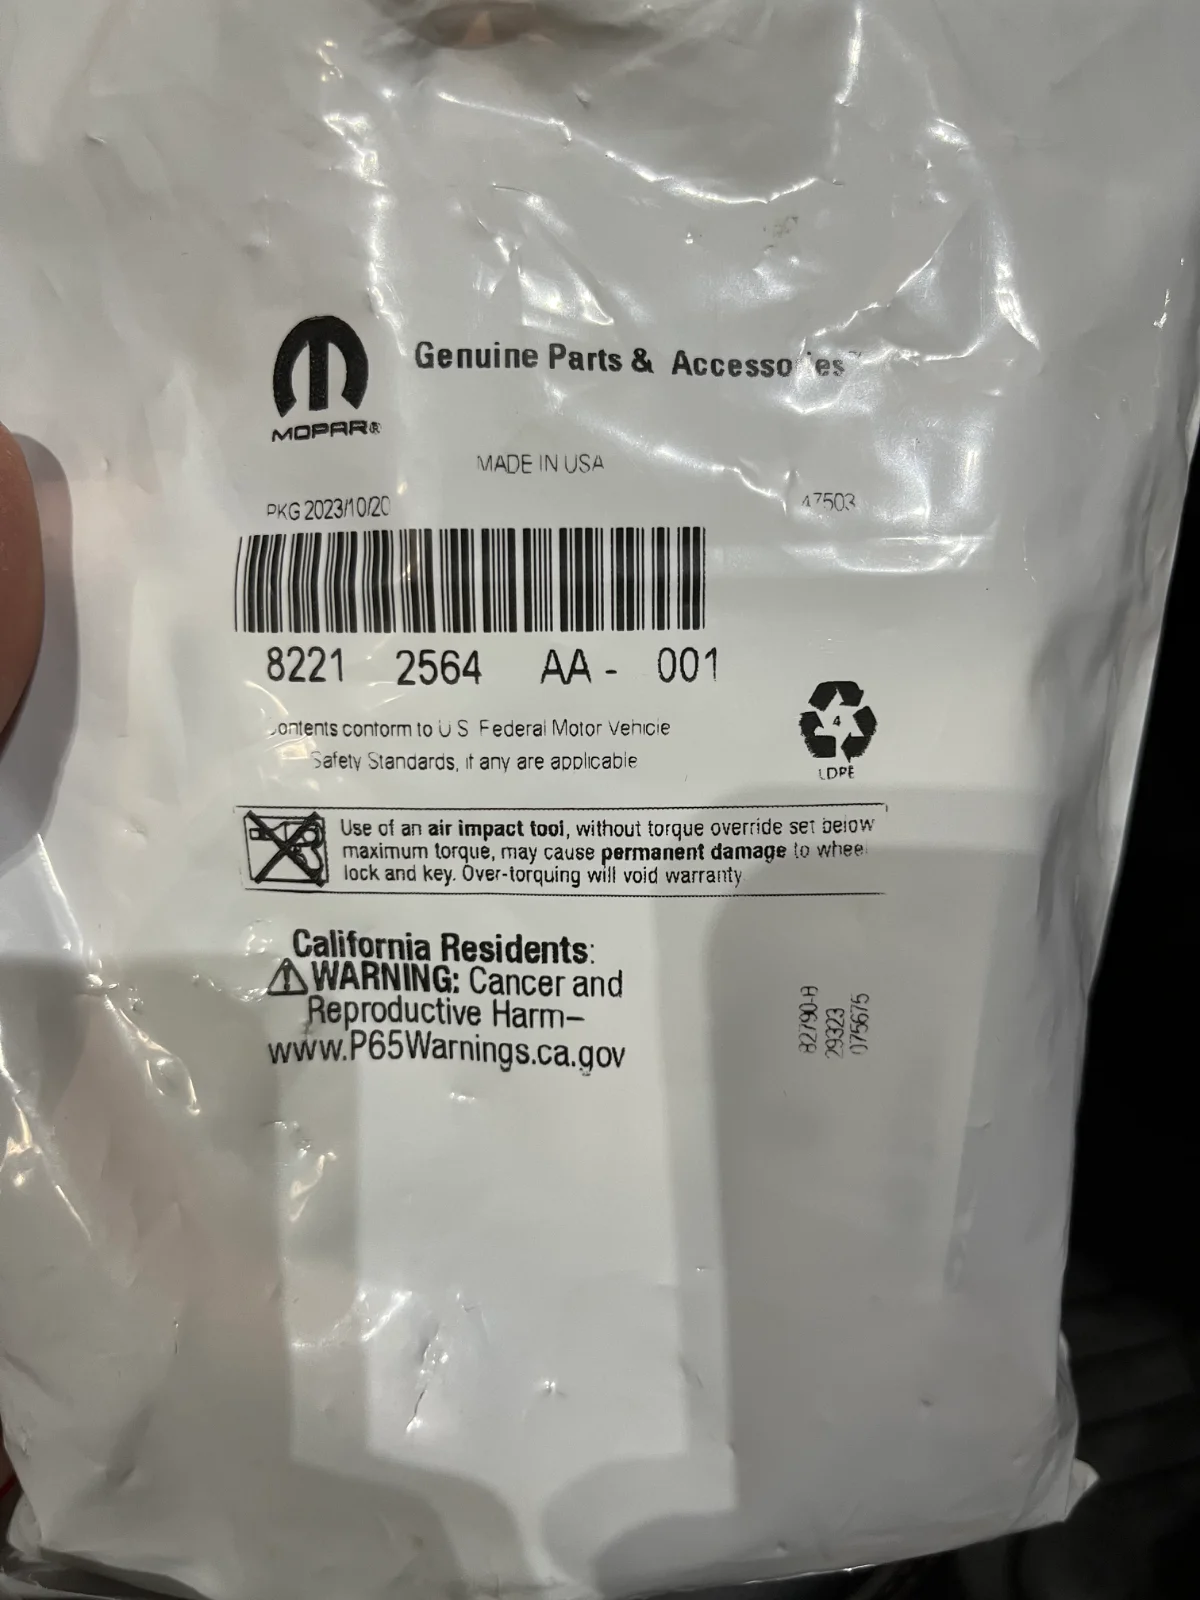 Genuine Parts & Accessories
MOPAR®
MADE IN USA
PKG 2023/10/20
47503
8221 2564 AA - 001
ontents conform to U S Federal Motor Vehicle
Safety Standards, if any are applicable
4
LDPE
Use of an air impact tool, without torque override set below
maximum torque, may cause permanent damage to whee
lock and key. Over-torquing will void warranty
California Residents:
WARNING: Cancer and
Reproductive Harm–
www.P65Warnings.ca.gov
82790-A
29323
075675